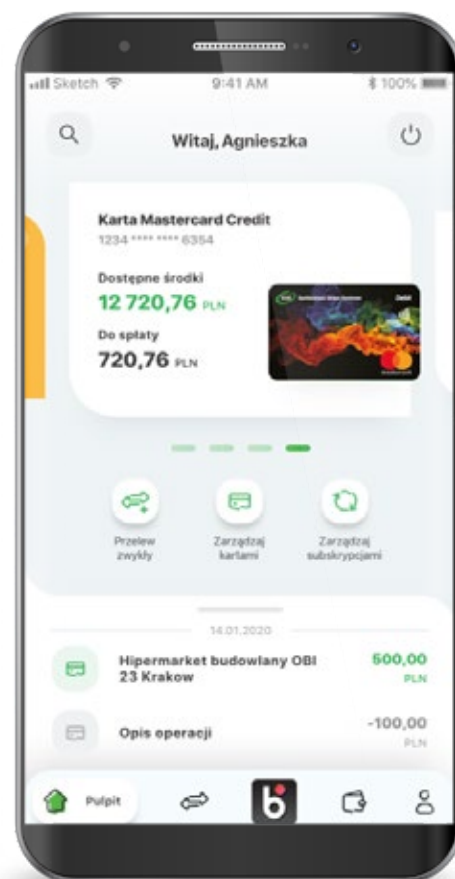 Sketch 9:41 AM 100%
Witaj, Agnieszka
Karta Mastercard Credit
1234 **** **** 6354
Dostępne środki
12 720,76 PLN
Do spłaty
720,76 PLN
Debit
Przelew zwykły
Zarządzaj kartami
Zarządzaj subskrypcjami
14.01.2020
Hipermarket budowlany OBI 500,00
23 Krakow PLN
Opis operacji -100,00
PLN
Pulpit
b